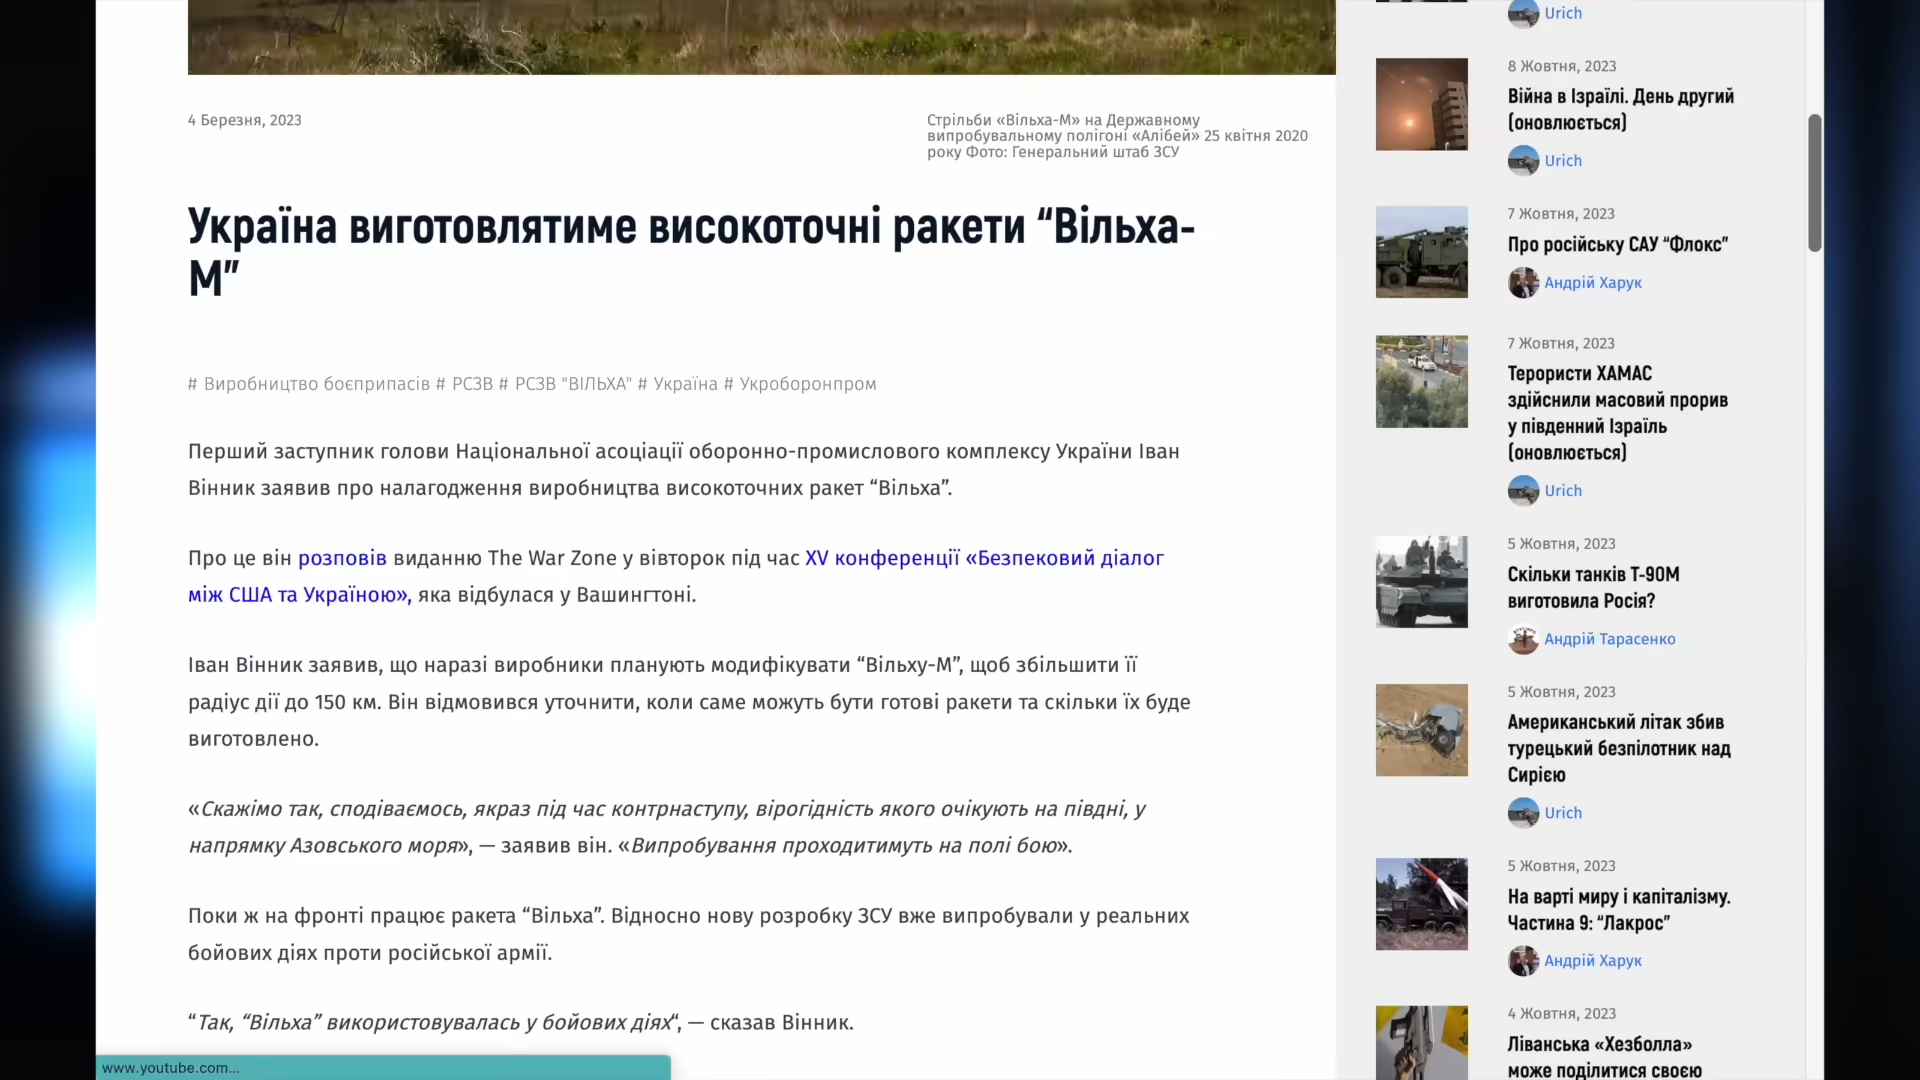 4 Березня, 2023
Стрільби «Вільха-М» на Державному
випробувальному полігоні «Алібей» 25 квітня 2020
року Фото: Генеральний штаб ЗСУ
Україна виготовлятиме високоточні ракети “Вільха-
М”
# Виробництво боєприпасів # РСЗВ # РСЗВ "ВІЛЬХА" # Україна # Укроборонпром
Перший заступник голови Національної асоціації оборонно-промислового комплексу України Іван
Вінник заявив про налагодження виробництва високоточних ракет “Вільха”.
Про це він розповів виданню The War Zone у вівторок під час XV конференції «Безпековий діалог
між США та Україною», яка відбулася у Вашингтоні.
Іван Вінник заявив, що наразі виробники планують модифікувати “Вільху-М”, щоб збільшити її
радіус дії до 150 км. Він відмовився уточнити, коли саме можуть бути готові ракети та скільки їх буде
виготовлено.
«Скажімо так, сподіваємось, якраз під час контрнаступу, вірогідність якого очікують на півдні, у
напрямку Азовського моря», — заявив він. «Випробування проходитимуть на полі бою».
Поки ж на фронті працює ракета “Вільха”. Відносно нову розробку ЗСУ вже випробували у реальних
бойових діях проти російської армії.
“Так, “Вільха” використовувалась у бойових діях“, — сказав Вінник.
www.youtube.com...
Urich
8 Жовтня, 2023
Війна в Ізраїлі. День другий
(оновлюється)
Urich
7 Жовтня, 2023
Про російську САУ “Флокс”
Андрій Харук
7 Жовтня, 2023
Терористи ХАМАС
здійснили масовий прорив
у південний Ізраїль
(оновлюється)
Urich
5 Жовтня, 2023
Скільки танків Т-90М
виготовила Росія?
Андрій Тарасенко
5 Жовтня, 2023
Американський літак збив
турецький безпілотник над
Сирією
Urich
5 Жовтня, 2023
На варті миру і капіталізму.
Частина 9: “Лакрос”
Андрій Харук
4 Жовтня, 2023
Ліванська «Хезболла»
може поділитися своєю